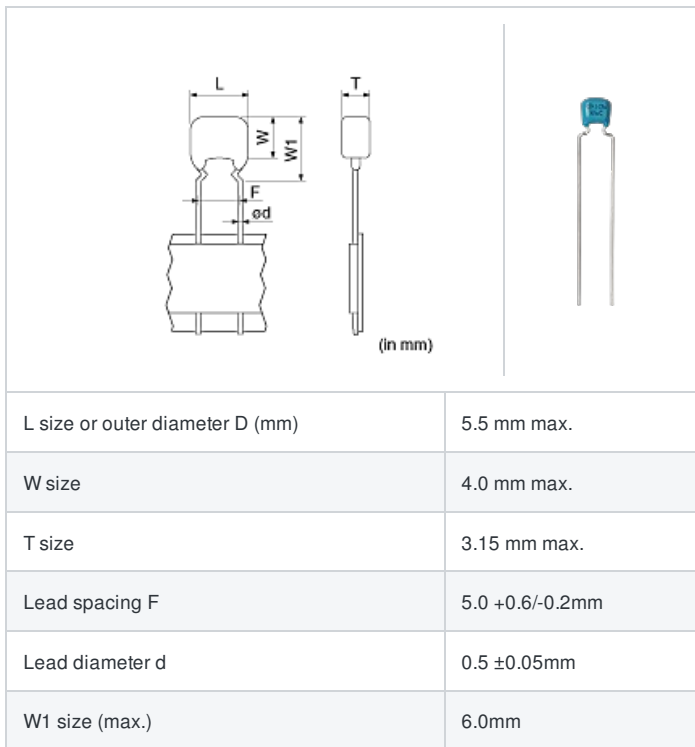 L
T
W
W1
F
ød
(in mm)
L size or outer diameter D (mm) 5.5 mm max.
W size 4.0 mm max.
T size 3.15 mm max.
Lead spacing F 5.0 +0.6/-0.2mm
Lead diameter d 0.5 ±0.05mm
W1 size (max.) 6.0mm